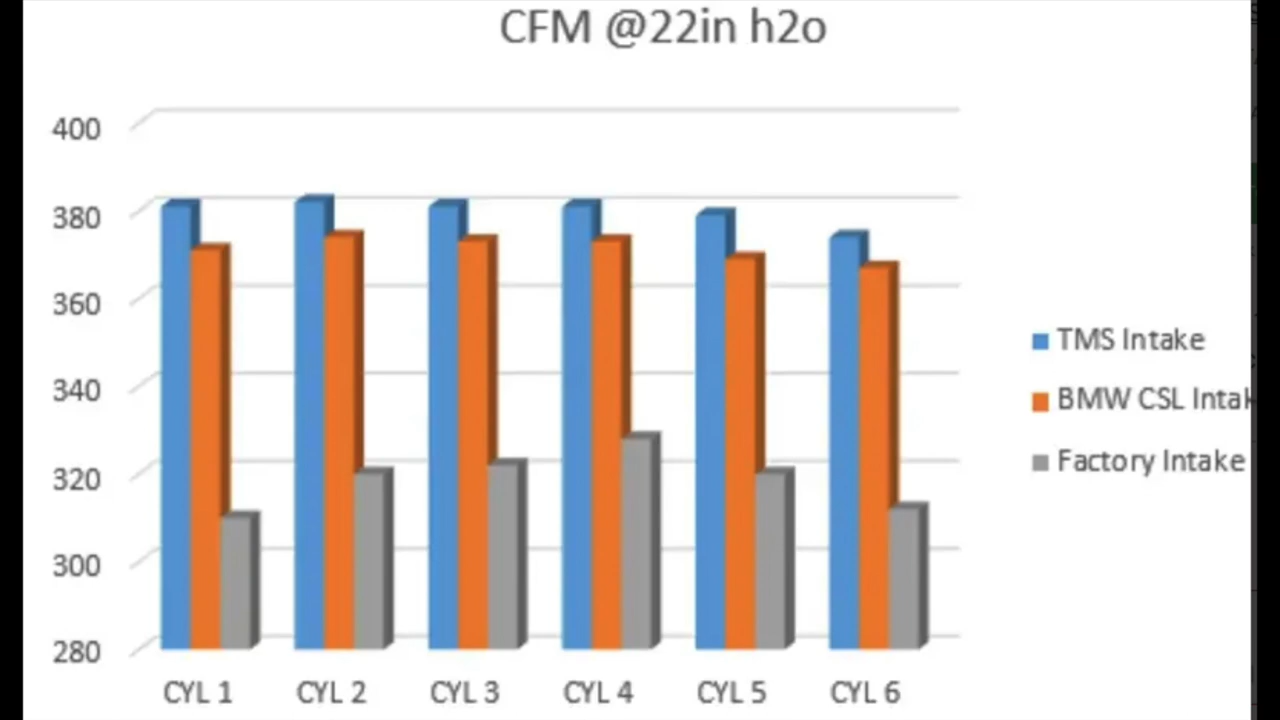 CFM @22in h2o
400
380
360
340
320
300
280
CYL 1 CYL 2 CYL 3 CYL 4 CYL 5 CYL 6
TMS Intake
BMW CSL Intak
Factory Intake